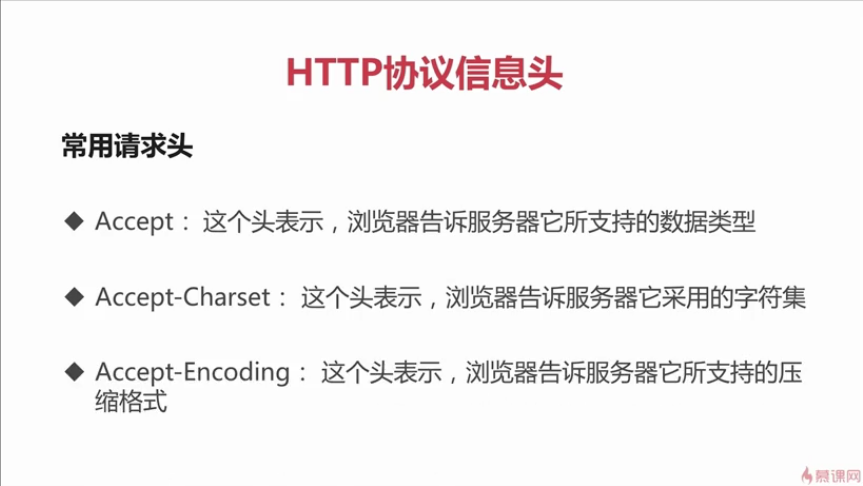 HTTP协议信息头
常用请求头
◆ Accept： 这个头表示，浏览器告诉服务器它所支持的数据类型
◆ Accept-Charset： 这个头表示，浏览器告诉服务器它采用的字符集
◆ Accept-Encoding： 这个头表示，浏览器告诉服务器它所支持的压
缩格式
慕课网